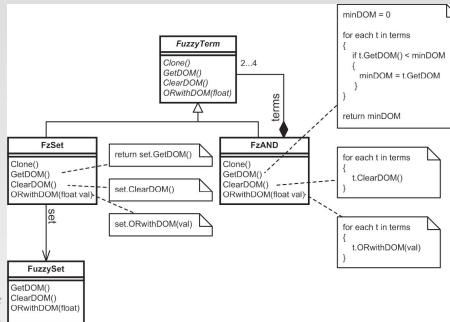 FuzzyTerm
Clone()
GetDOM()
ClearDOM()
ORwithDOM(float)
2...4
terms
FzSet
Clone()
GetDOM()
ClearDOM()
ORwithDOM(float val)
return set.GetDOM()
set.ClearDOM()
set.ORwithDOM(val)
set
FuzzySet
GetDOM()
ClearDOM()
ORwithDOM(float)
FzAND
Clone()
GetDOM()
ClearDOM()
ORwithDOM(float val)
minDOM = 0
for each t in terms
{
if t.GetDOM() < minDOM
{
minDOM = t.GetDOM
}
}
return minDOM
for each t in terms
{
t.ClearDOM()
}
for each t in terms
{
t.ORwithDOM(val)
}